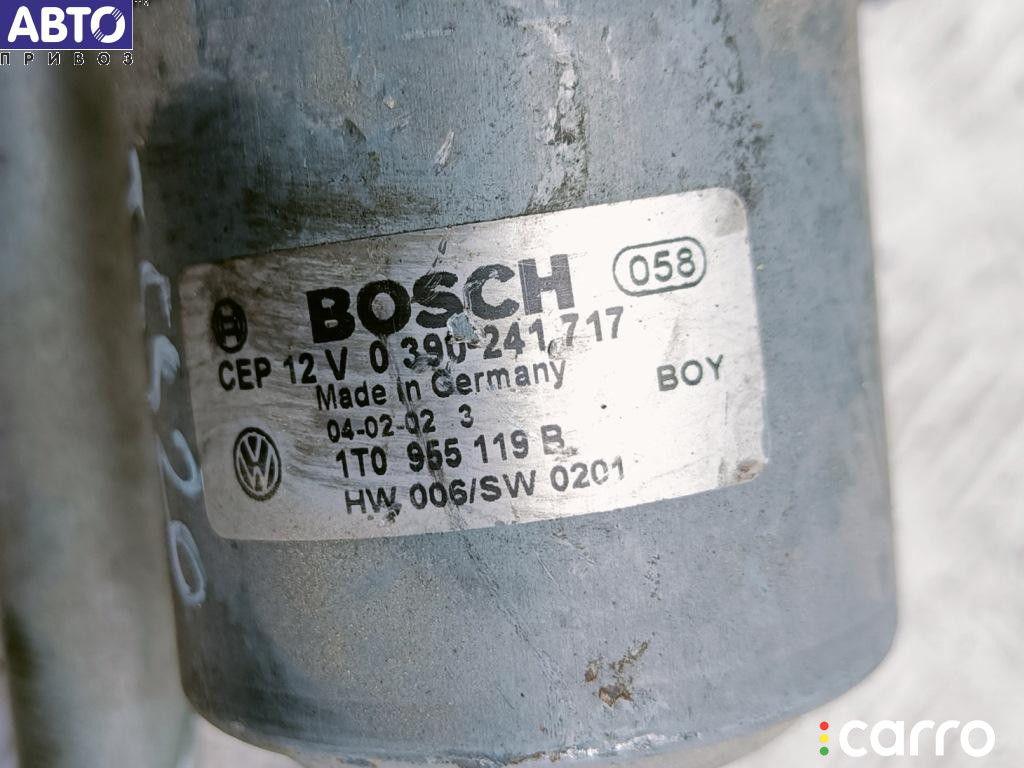 АВТО
ПРИВОЗ
BOSCH
058
CEP 12 V 0 390 241 717
Made in Germany
BOY
04-02-02 3
1T0 955 119 B
HW 006/SW 0201
carro